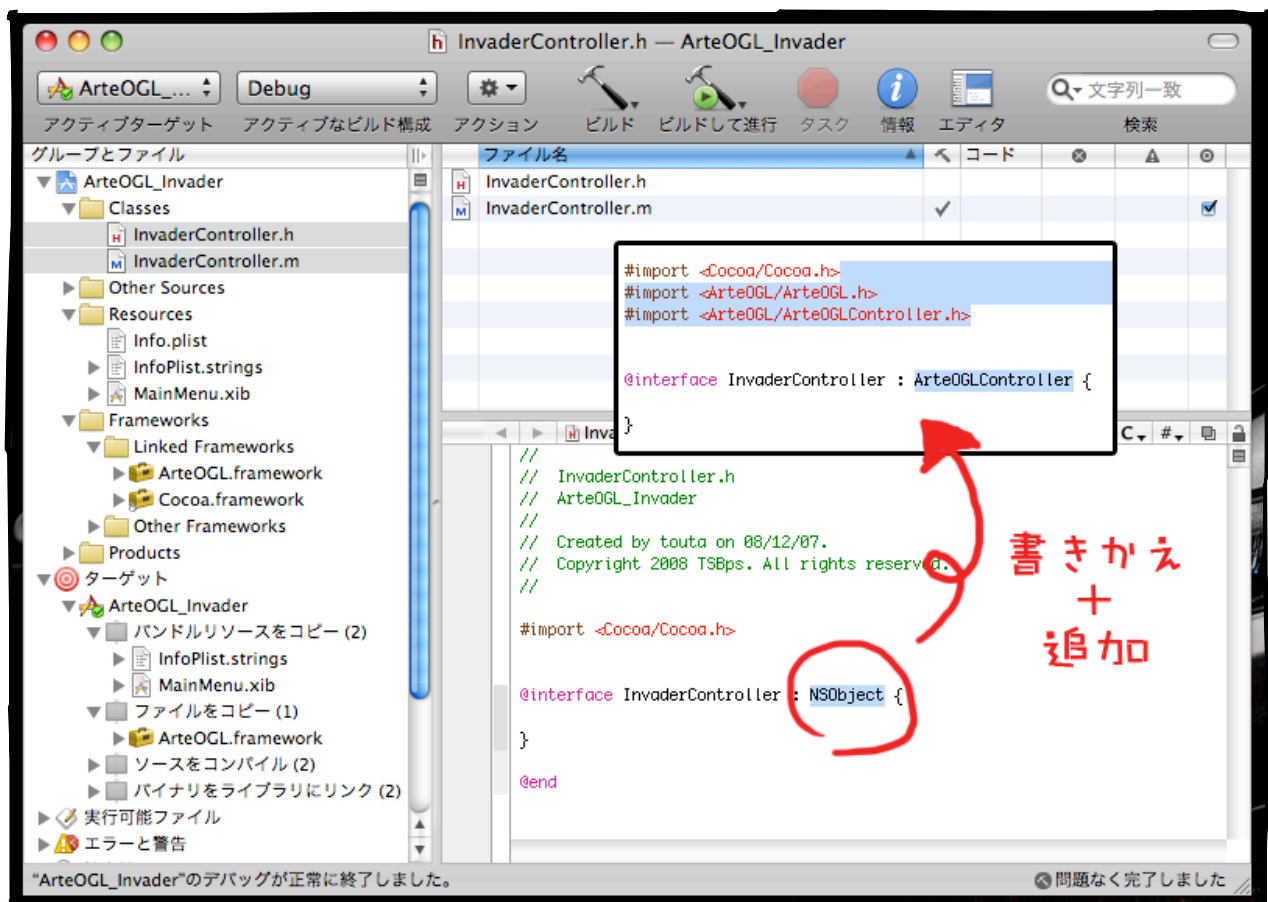 InvaderController.h — ArteOGL_Invader
ArteOGL_... Debug 文字列一致
アクティブターゲット アクティブなビルド構成 アクション ビルド ビルドして進行 タスク 情報 エディタ 検索
グループとファイル
ファイル名 コード
ArteOGL_Invader
Classes
InvaderController.h
InvaderController.m
Other Sources
Resources
Info.plist
InfoPlist.strings
MainMenu.xib
Frameworks
Linked Frameworks
ArteOGL.framework
Cocoa.framework
Other Frameworks
Products
ターゲット
ArteOGL_Invader
バンドルリソースをコピー (2)
InfoPlist.strings
MainMenu.xib
ファイルをコピー (1)
ArteOGL.framework
ソースをコンパイル (2)
バイナリをライブラリにリンク (2)
実行可能ファイル
エラーと警告
InvaderController.h
InvaderController.m
#import <Cocoa/Cocoa.h>
#import <ArteOGL/ArteOGL.h>
#import <ArteOGL/ArteOGLController.h>
@interface InvaderController : ArteOGLController {
}
Inva C #
//
// InvaderController.h
// ArteOGL_Invader
//
// Created by touta on 08/12/07.
// Copyright 2008 TSBps. All rights reserved.
//
#import <Cocoa/Cocoa.h>
@interface InvaderController : NSObject {
}
@end
書きかえ
+
追加
"ArteOGL_Invader"のデバッグが正常に終了しました。
問題なく完了しました